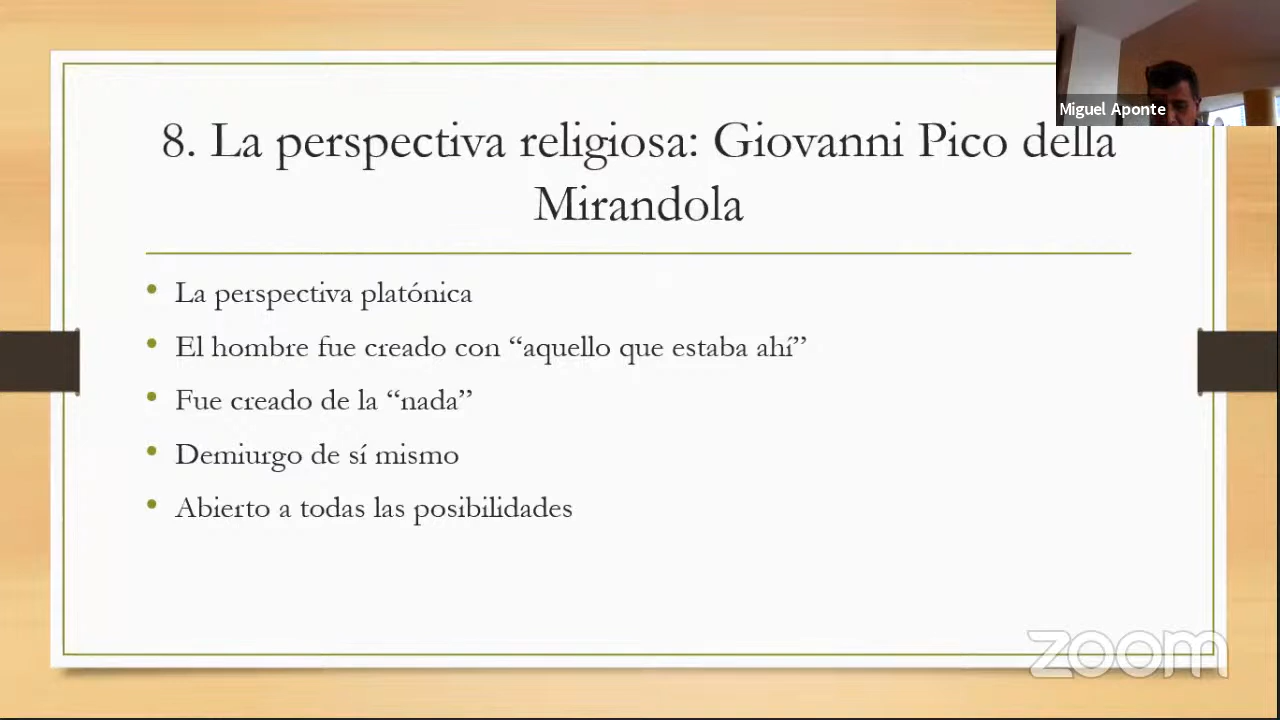 Miguel Aponte
8. La perspectiva religiosa: Giovanni Pico della
Mirandola
• La perspectiva platónica
• El hombre fue creado con “aquello que estaba ahí”
• Fue creado de la “nada”
• Demiurgo de sí mismo
• Abierto a todas las posibilidades
zoom